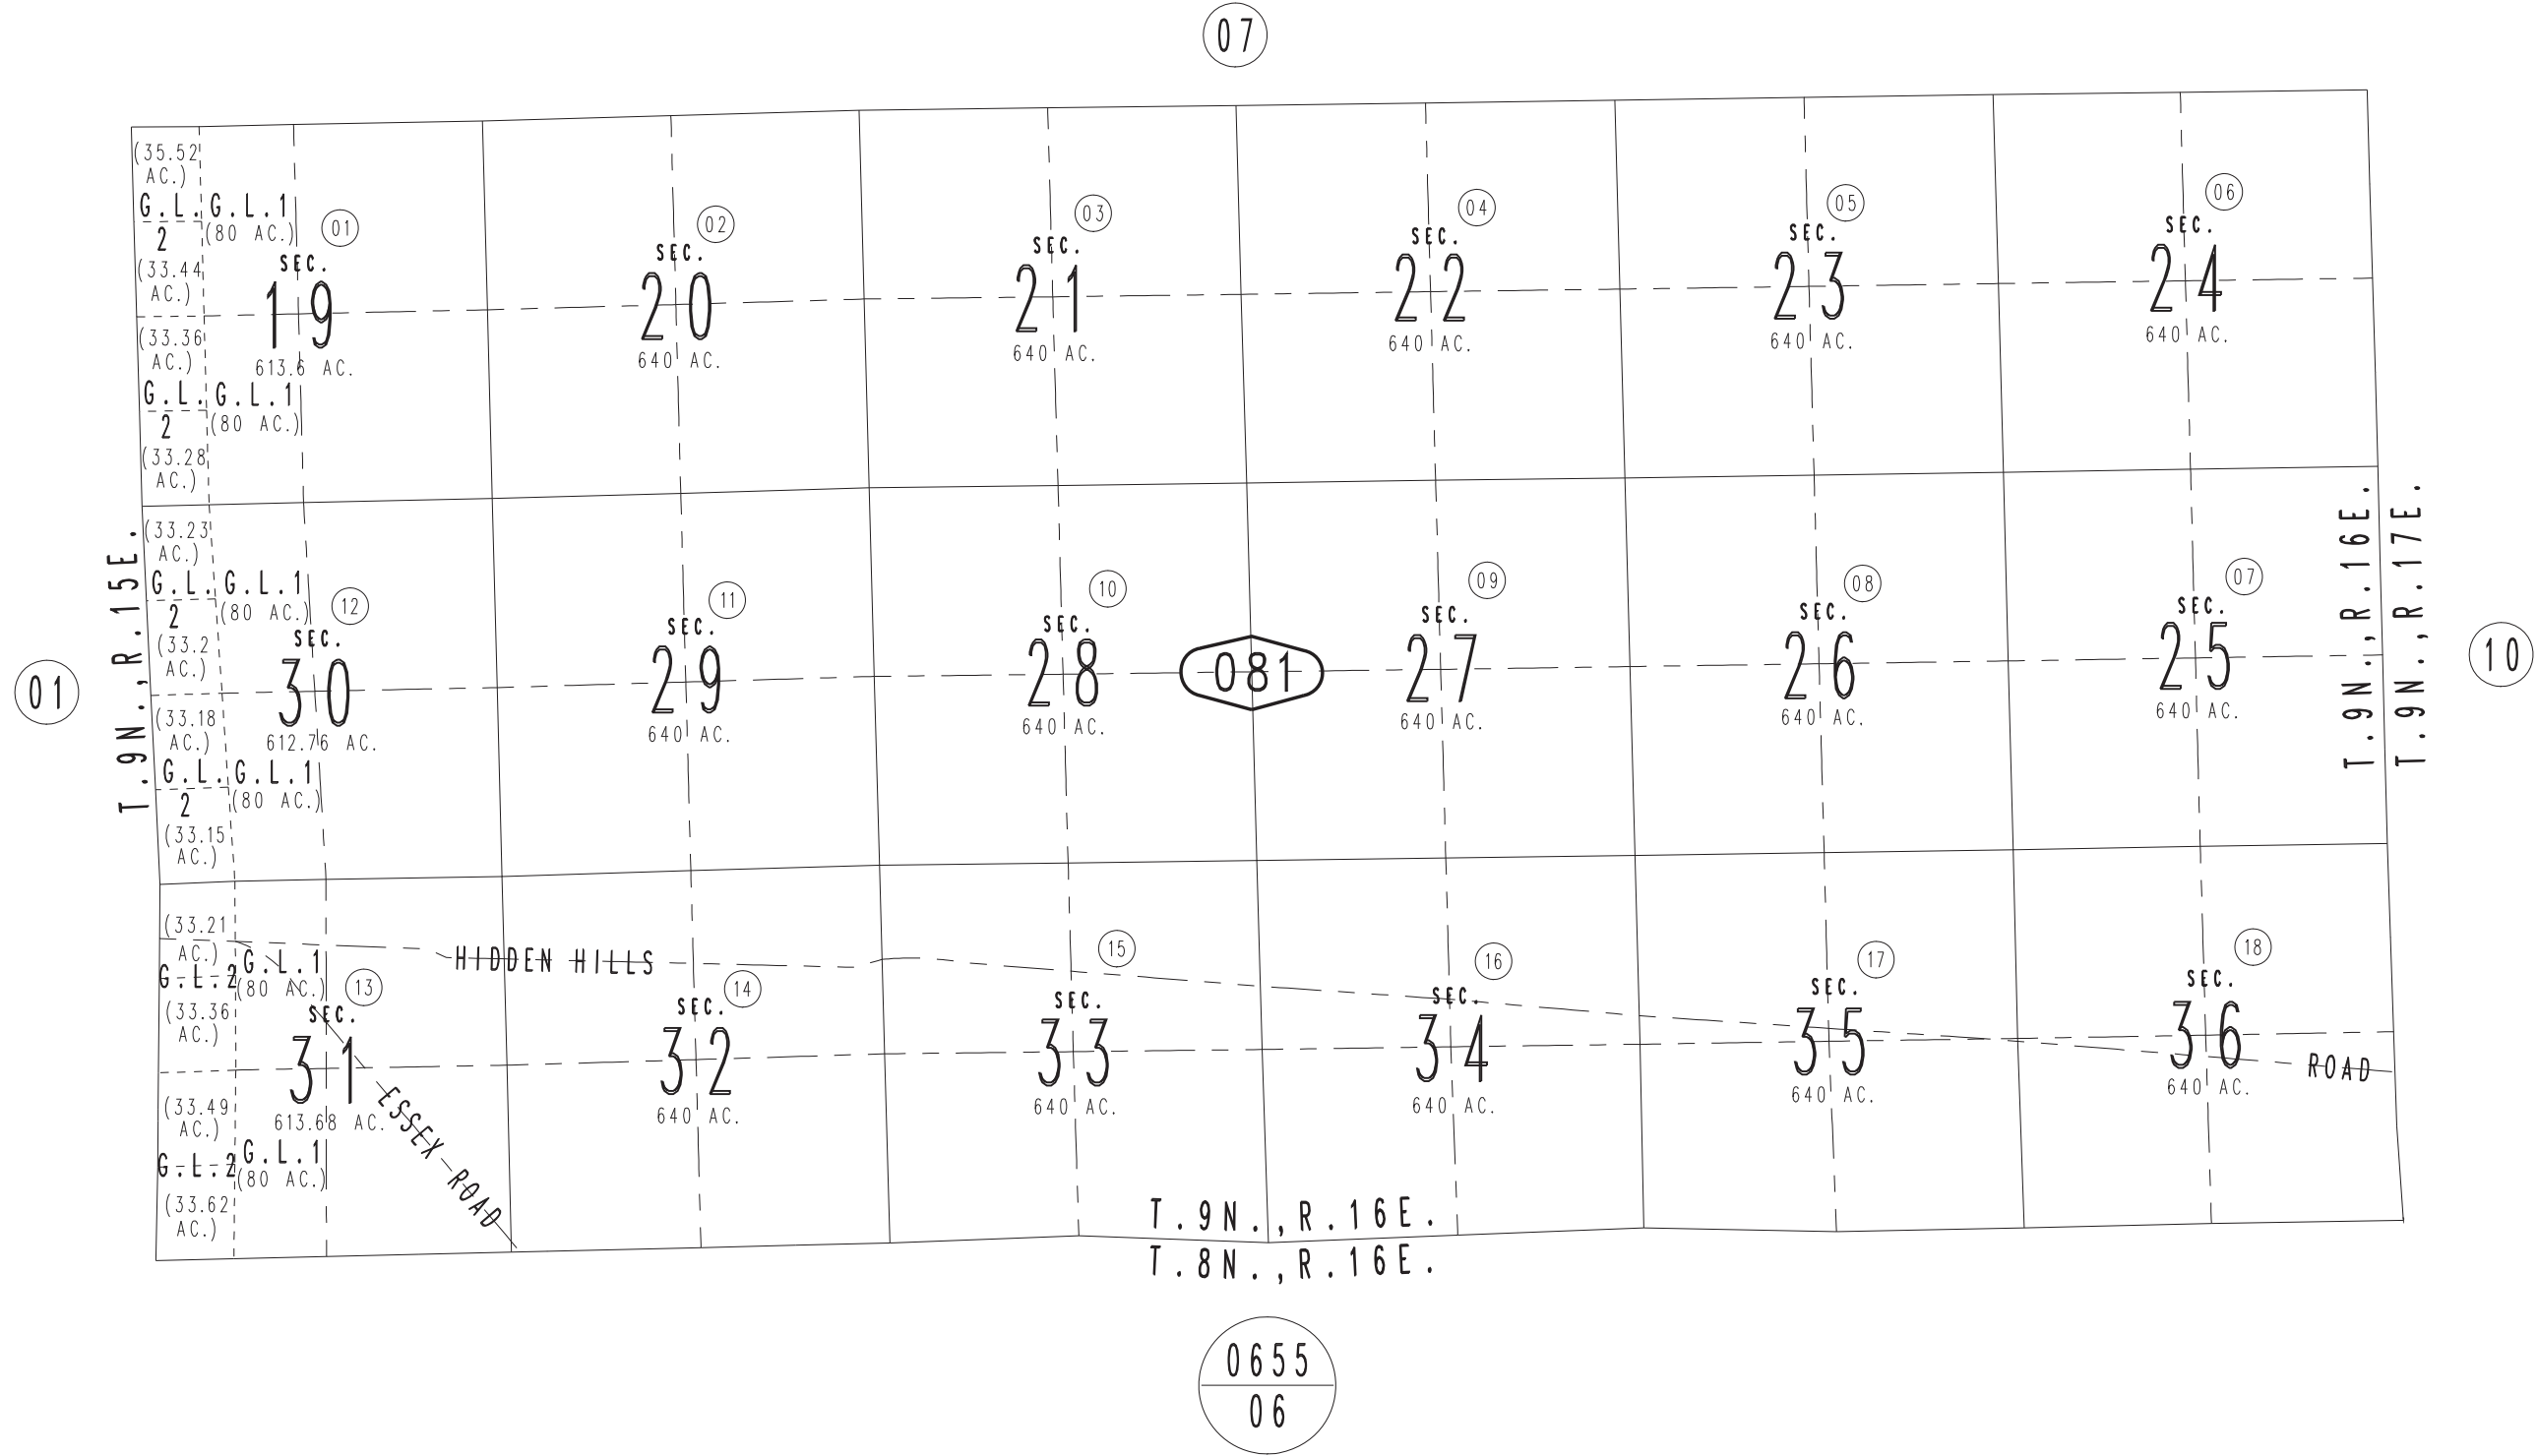 07
(35.52
AC.)
G.L.
2
G.L.1
(80 AC.)
01
SEC.
19
613.6 AC.
(33.44
AC.)
(33.36
AC.)
G.L.
2
G.L.1
(80 AC.)
(33.28
AC.)
02
SEC.
20
640 AC.
03
SEC.
21
640 AC.
04
SEC.
22
640 AC.
05
SEC.
23
640 AC.
06
SEC.
24
640 AC.
01
T.9N.,R.15E.
(33.23
AC.)
G.L.
2
G.L.1
(80 AC.)
12
SEC.
30
612.76 AC.
(33.2
AC.)
(33.18
AC.)
G.L.
2
G.L.1
(80 AC.)
(33.15
AC.)
11
SEC.
29
640 AC.
10
SEC.
28
640 AC.
081
09
SEC.
27
640 AC.
08
SEC.
26
640 AC.
07
SEC.
25
640 AC.
T.9N.,R.16E.
T.9N.,R.17E.
10
(33.21
AC.)
G.L.2
G.L.1
(80 AC.)
13
SEC.
31
613.68 AC.
(33.36
AC.)
(33.49
AC.)
G.L.2
G.L.1
(80 AC.)
(33.62
AC.)
ESSEX ROAD
HIDDEN HILLS
14
SEC.
32
640 AC.
15
SEC.
33
640 AC.
16
SEC.
34
640 AC.
17
SEC.
35
640 AC.
18
SEC.
36
640 AC.
ROAD
T.9N.,R.16E.
T.8N.,R.16E.
0655
06